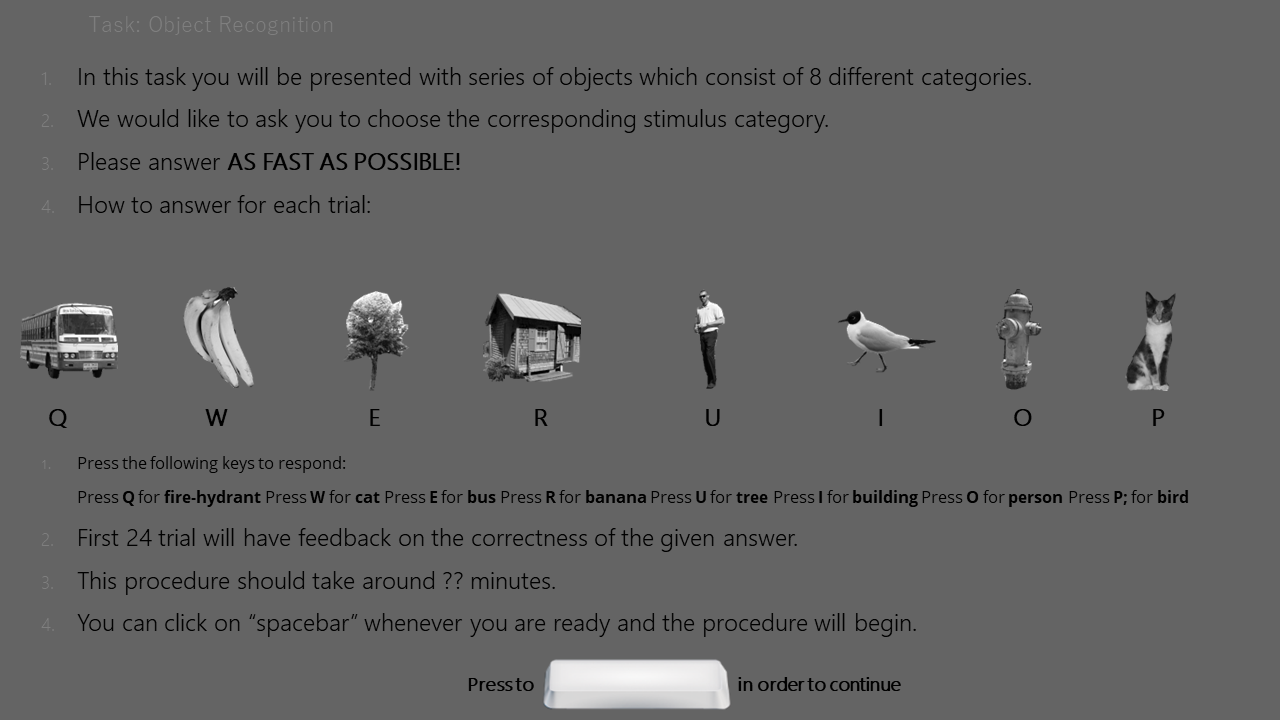 Task: Object Recognition
1. In this task you will be presented with series of objects which consist of 8 different categories.
2. We would like to ask you to choose the corresponding stimulus category.
3. Please answer AS FAST AS POSSIBLE!
4. How to answer for each trial:
Q W E R U I O P
1. Press the following keys to respond:
Press Q for fire-hydrant Press W for cat Press E for bus Press R for banana Press U for tree Press I for building Press O for person Press P; for bird
2. First 24 trial will have feedback on the correctness of the given answer.
3. This procedure should take around ?? minutes.
4. You can click on “spacebar” whenever you are ready and the procedure will begin.
Press to in order to continue